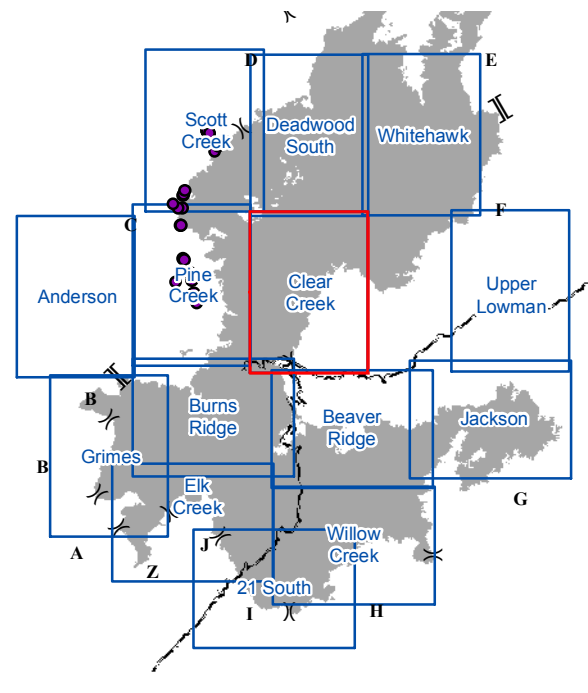 D
E
Scott
Creek
Deadwood
South
Whitehawk
C
F
Anderson
Pine
Creek
Clear
Creek
Upper
Lowman
B
Burns
Ridge
Beaver
Ridge
Jackson
B
Grimes
Elk
Creek
G
A
Z
J
Willow
Creek
21 South
I
H